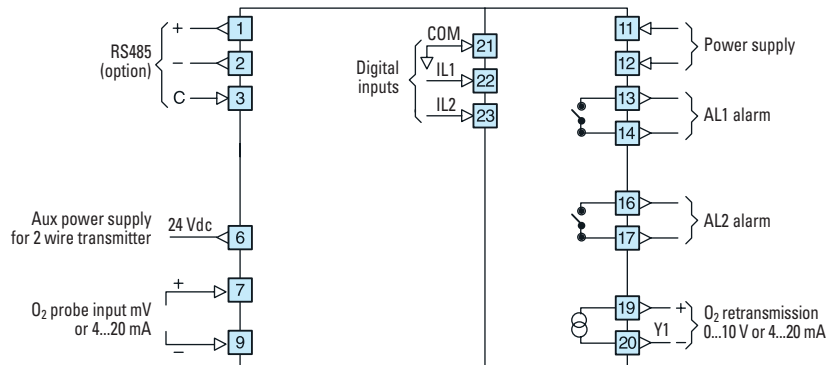 RS485
(option)
+ 1
− 2
C 3
Aux power supply
for 2 wire transmitter
24 Vdc 6
O₂ probe input mV
or 4...20 mA
+ 7
− 9
Digital
inputs
COM 21
IL1 22
IL2 23
11
12
Power supply
13
14
AL1 alarm
16
17
AL2 alarm
19 +
20 Y1 −
O₂ retransmission
0...10 V or 4...20 mA